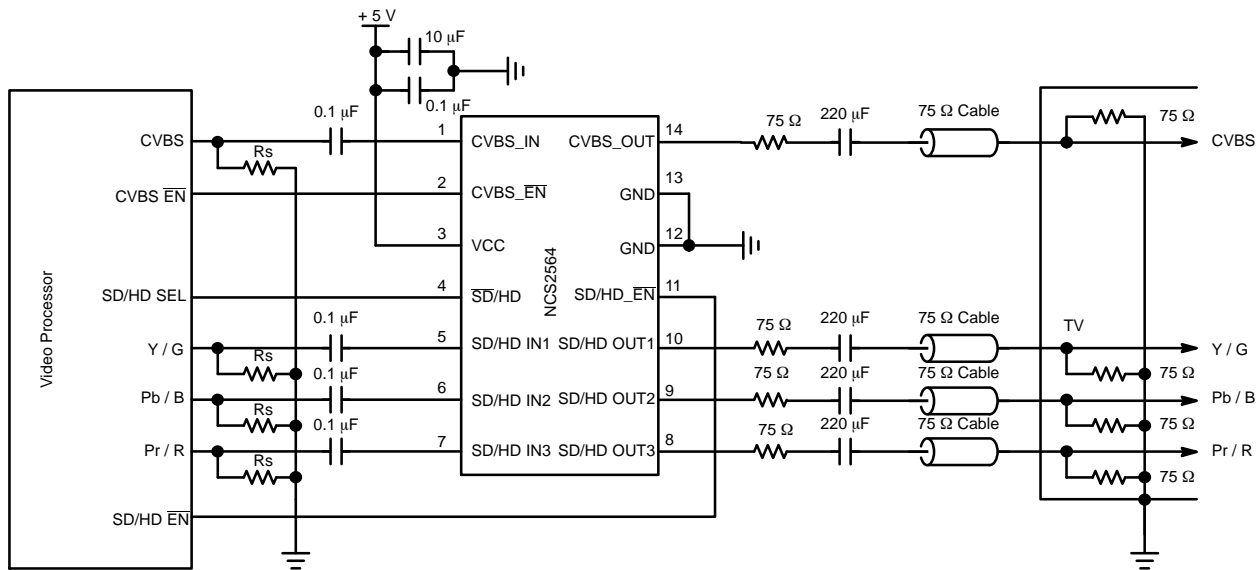 + 5 V
10 μF
0.1 μF
Video Processor
CVBS
CVBS E̅N̅
SD/HD SEL
Y / G
Pb / B
Pr / R
SD/HD E̅N̅
Rs
Rs
Rs
Rs
0.1 μF
0.1 μF
0.1 μF
0.1 μF
1
2
3
4
5
6
7
CVBS_IN
CVBS_E̅N̅
VCC
S̅D̅/HD
SD/HD IN1
SD/HD IN2
SD/HD IN3
NCS2564
CVBS_OUT
GND
GND
SD/HD_E̅N̅
SD/HD OUT1
SD/HD OUT2
SD/HD OUT3
14
13
12
11
10
9
8
75 Ω
220 μF
75 Ω Cable
75 Ω
CVBS
75 Ω
220 μF
75 Ω Cable
TV
Y / G
75 Ω
75 Ω
220 μF
75 Ω Cable
Pb / B
75 Ω
75 Ω
220 μF
75 Ω Cable
Pr / R
75 Ω